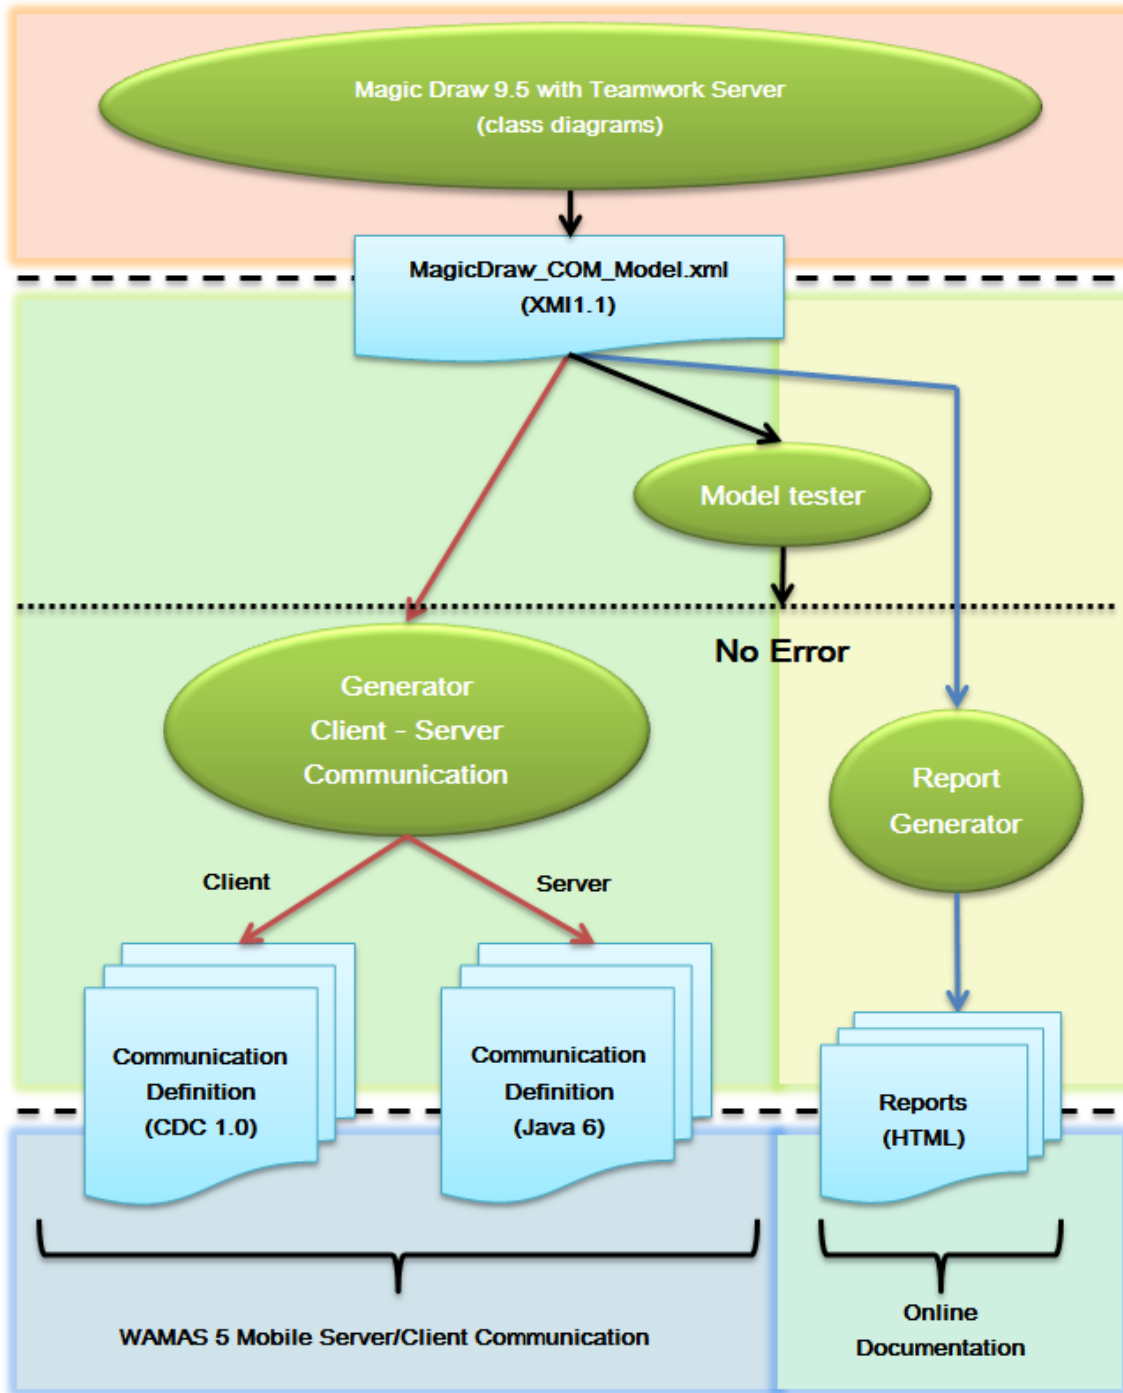 Magic Draw 9.5 with Teamwork Server
(class diagrams)
MagicDraw_COM_Model.xml
(XMI1.1)
Model tester
No Error
Generator
Client - Server
Communication
Report
Generator
Client
Server
Communication
Definition
(CDC 1.0)
Communication
Definition
(Java 6)
Reports
(HTML)
WAMAS 5 Mobile Server/Client Communication
Online
Documentation